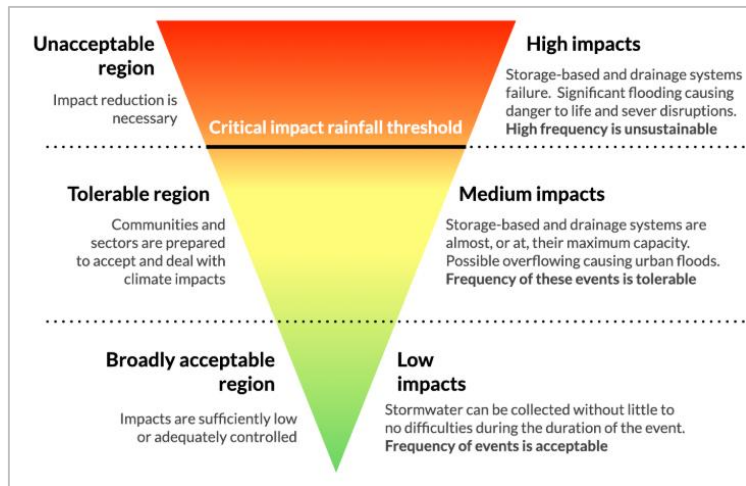 Unacceptable
region
Impact reduction is
necessary
High impacts
Storage-based and drainage systems
failure. Significant flooding causing
danger to life and sever disruptions.
High frequency is unsustainable
Critical impact rainfall threshold
Tolerable region
Communities and
sectors are prepared
to accept and deal with
climate impacts
Medium impacts
Storage-based and drainage systems are
almost, or at, their maximum capacity.
Possible overflowing causing urban floods.
Frequency of these events is tolerable
Broadly acceptable
region
Impacts are sufficiently low
or adequately controlled
Low
impacts
Stormwater can be collected without little to
no difficulties during the duration of the event.
Frequency of events is acceptable